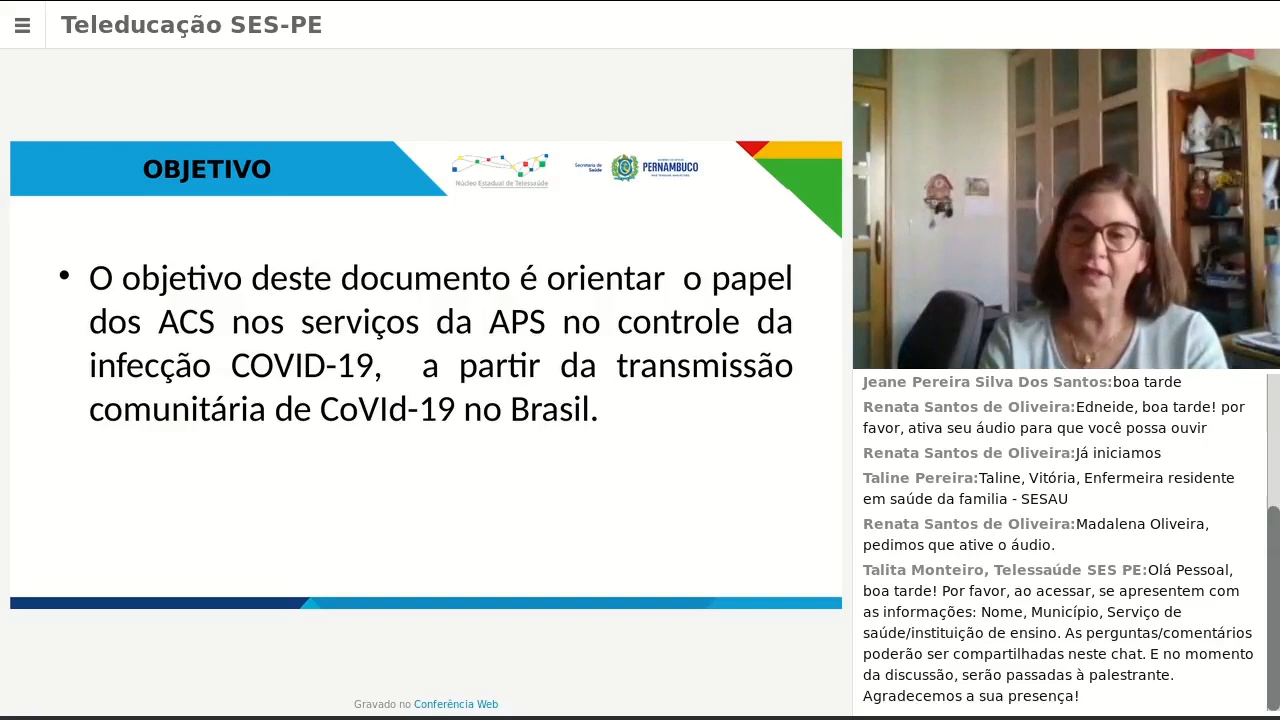 Teleducação SES-PE
OBJETIVO
Núcleo Estadual de Telessaúde
Secretaria de
Saúde
PERNAMBUCO
• O objetivo deste documento é orientar  o papel
dos ACS nos serviços da APS no controle da
infecção COVID-19,  a partir da transmissão
comunitária de CoVId-19 no Brasil.
Gravado no Conferência Web
Jeane Pereira Silva Dos Santos:boa tarde
Renata Santos de Oliveira:Edneide, boa tarde! por
favor, ativa seu áudio para que você possa ouvir
Renata Santos de Oliveira:Já iniciamos
Taline Pereira:Taline, Vitória, Enfermeira residente
em saúde da familia - SESAU
Renata Santos de Oliveira:Madalena Oliveira,
pedimos que ative o áudio.
Talita Monteiro, Telessaúde SES PE:Olá Pessoal,
boa tarde! Por favor, ao acessar, se apresentem com
as informações: Nome, Município, Serviço de
saúde/instituição de ensino. As perguntas/comentários
poderão ser compartilhadas neste chat. E no momento
da discussão, serão passadas à palestrante.
Agradecemos a sua presença!